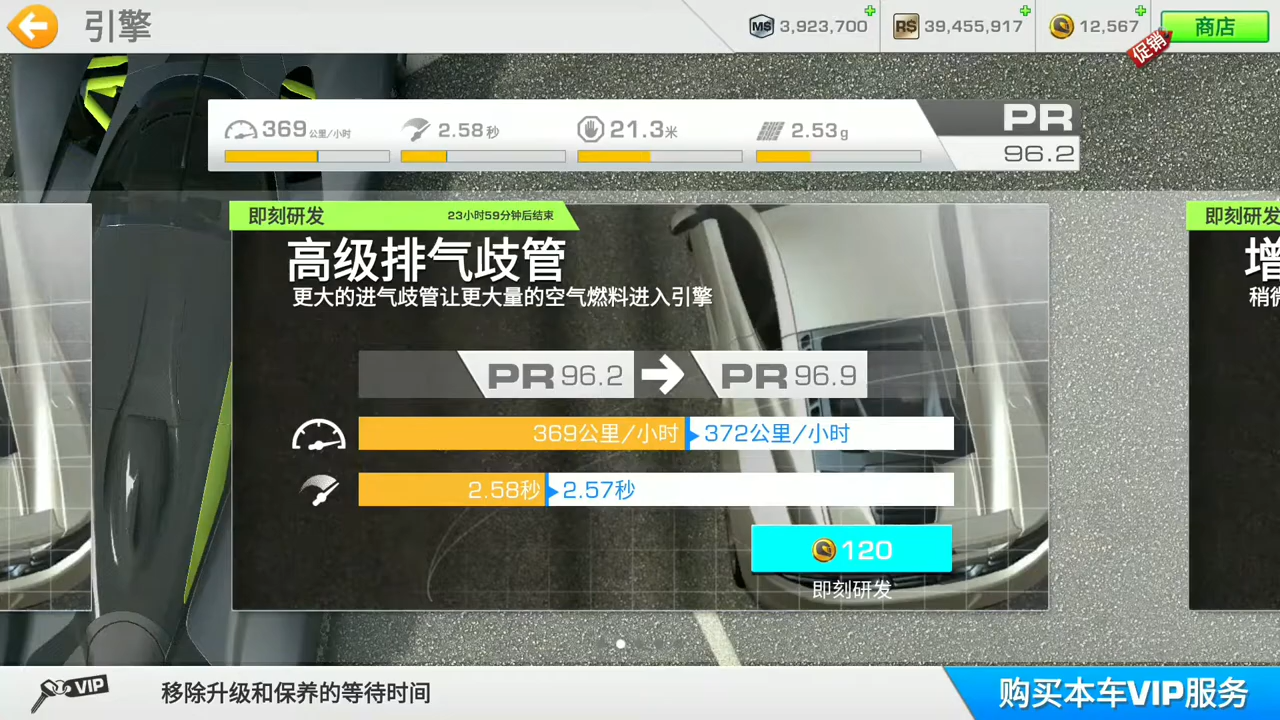 引擎
MS 3,923,700
RS 39,455,917
12,567
商店
促销
369公里/小时
2.58秒
21.3米
2.53g
PR
96.2
即刻研发
23小时59分钟后结束
高级排气歧管
更大的进气歧管让更大量的空气燃料进入引擎
PR 96.2
PR 96.9
369公里/小时
372公里/小时
2.58秒
2.57秒
120
即刻研发
即刻研发
增
稍微
VIP
移除升级和保养的等待时间
购买本车VIP服务